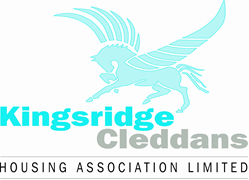 Kingsridge
Cleddans
HOUSING ASSOCIATION LIMITED